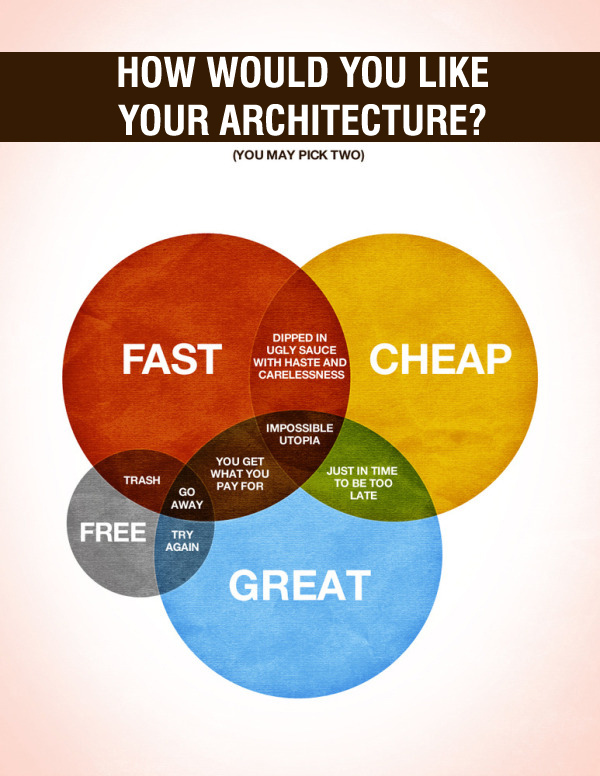 HOW WOULD YOU LIKE
YOUR ARCHITECTURE?
(YOU MAY PICK TWO)
FAST
DIPPED IN
UGLY SAUCE
WITH HASTE AND
CARELESSNESS
CHEAP
IMPOSSIBLE
UTOPIA
YOU GET
WHAT YOU
PAY FOR
JUST IN TIME
TO BE TOO
LATE
TRASH
GO
AWAY
FREE
TRY
AGAIN
GREAT